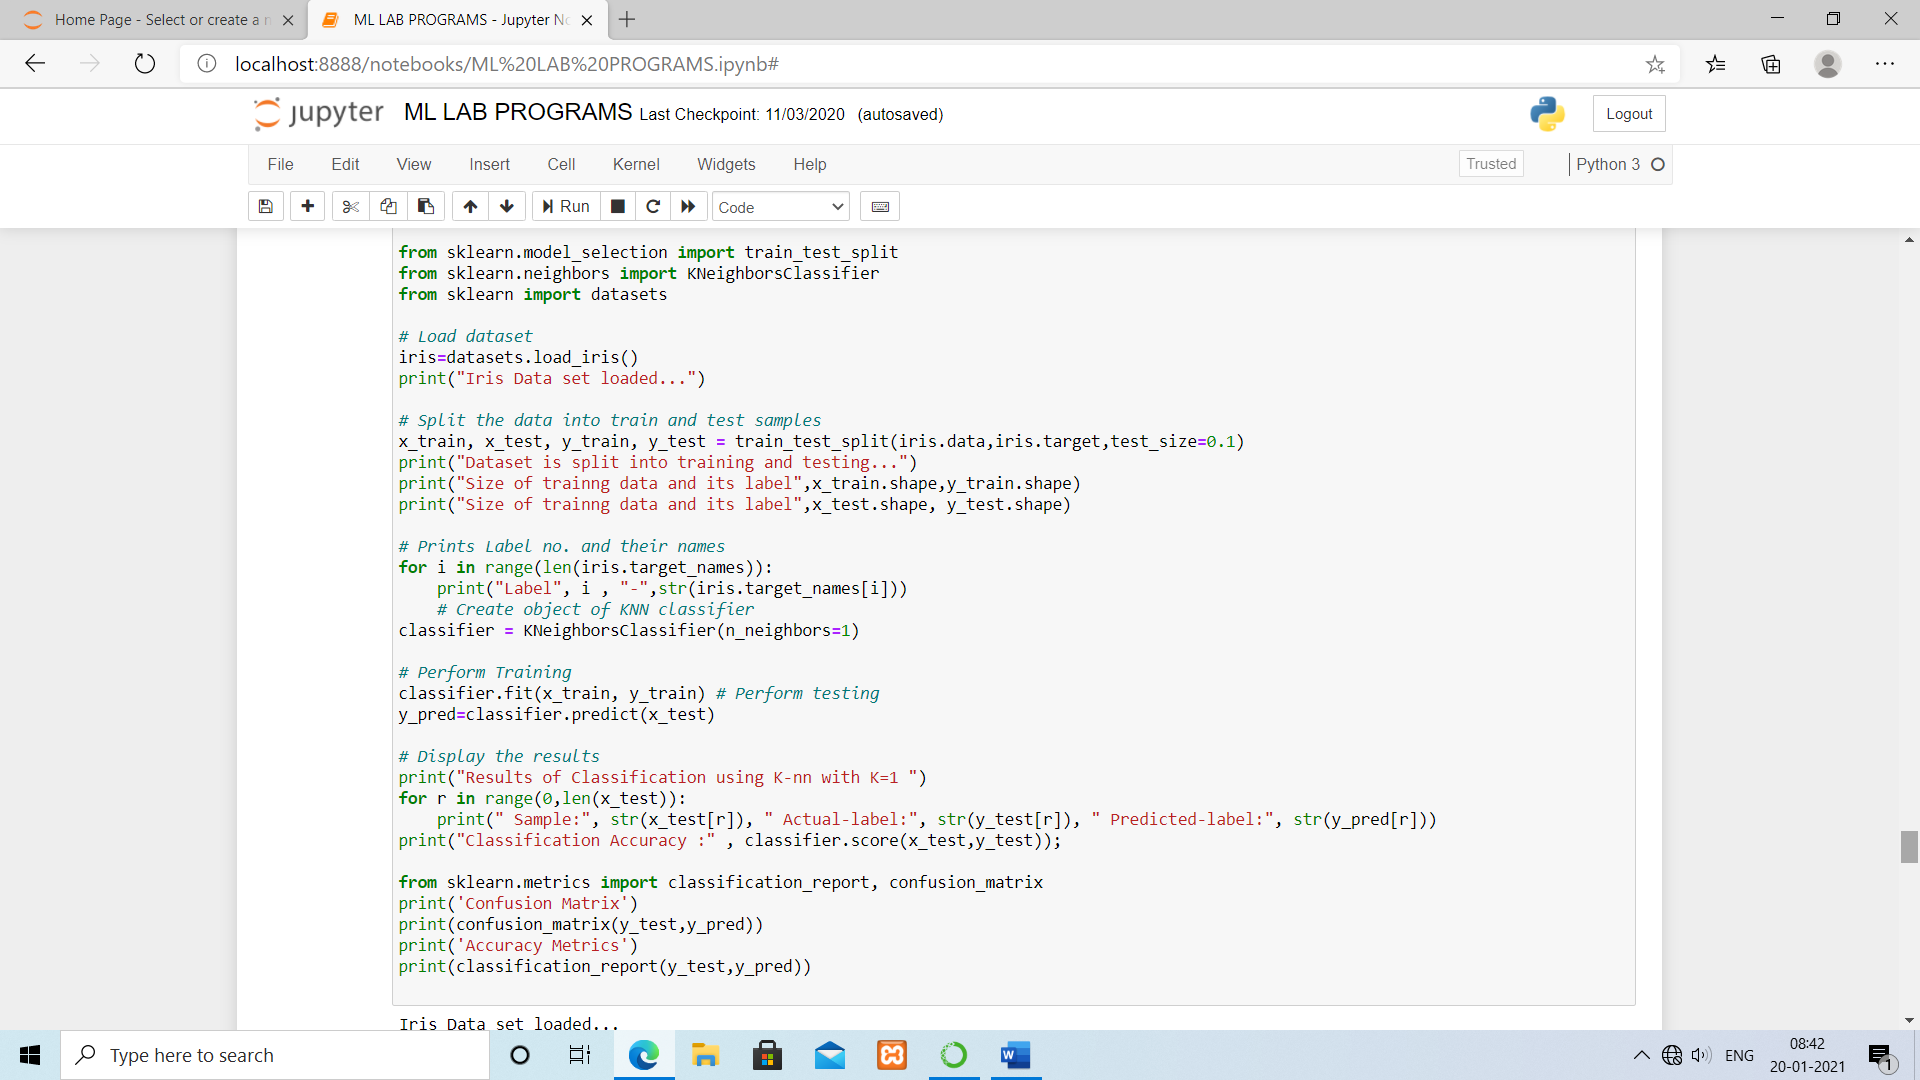 Home Page - Select or create a n
ML LAB PROGRAMS - Jupyter No
localhost:8888/notebooks/ML%20LAB%20PROGRAMS.ipynb#
jupyter ML LAB PROGRAMS Last Checkpoint: 11/03/2020 (autosaved)
Logout
File Edit View Insert Cell Kernel Widgets Help
Trusted Python 3
Run Code
from sklearn.model_selection import train_test_split
from sklearn.neighbors import KNeighborsClassifier
from sklearn import datasets
# Load dataset
iris=datasets.load_iris()
print("Iris Data set loaded...")
# Split the data into train and test samples
x_train, x_test, y_train, y_test = train_test_split(iris.data,iris.target,test_size=0.1)
print("Dataset is split into training and testing...")
print("Size of trainng data and its label",x_train.shape,y_train.shape)
print("Size of trainng data and its label",x_test.shape, y_test.shape)
# Prints Label no. and their names
for i in range(len(iris.target_names)):
    print("Label", i , "-",str(iris.target_names[i]))
    # Create object of KNN classifier
classifier = KNeighborsClassifier(n_neighbors=1)
# Perform Training
classifier.fit(x_train, y_train) # Perform testing
y_pred=classifier.predict(x_test)
# Display the results
print("Results of Classification using K-nn with K=1 ")
for r in range(0,len(x_test)):
    print(" Sample:", str(x_test[r]), " Actual-label:", str(y_test[r]), " Predicted-label:", str(y_pred[r]))
print("Classification Accuracy :" , classifier.score(x_test,y_test));
from sklearn.metrics import classification_report, confusion_matrix
print('Confusion Matrix')
print(confusion_matrix(y_test,y_pred))
print('Accuracy Metrics')
print(classification_report(y_test,y_pred))
Iris Data set loaded...
Type here to search
ENG
08:42
20-01-2021
1